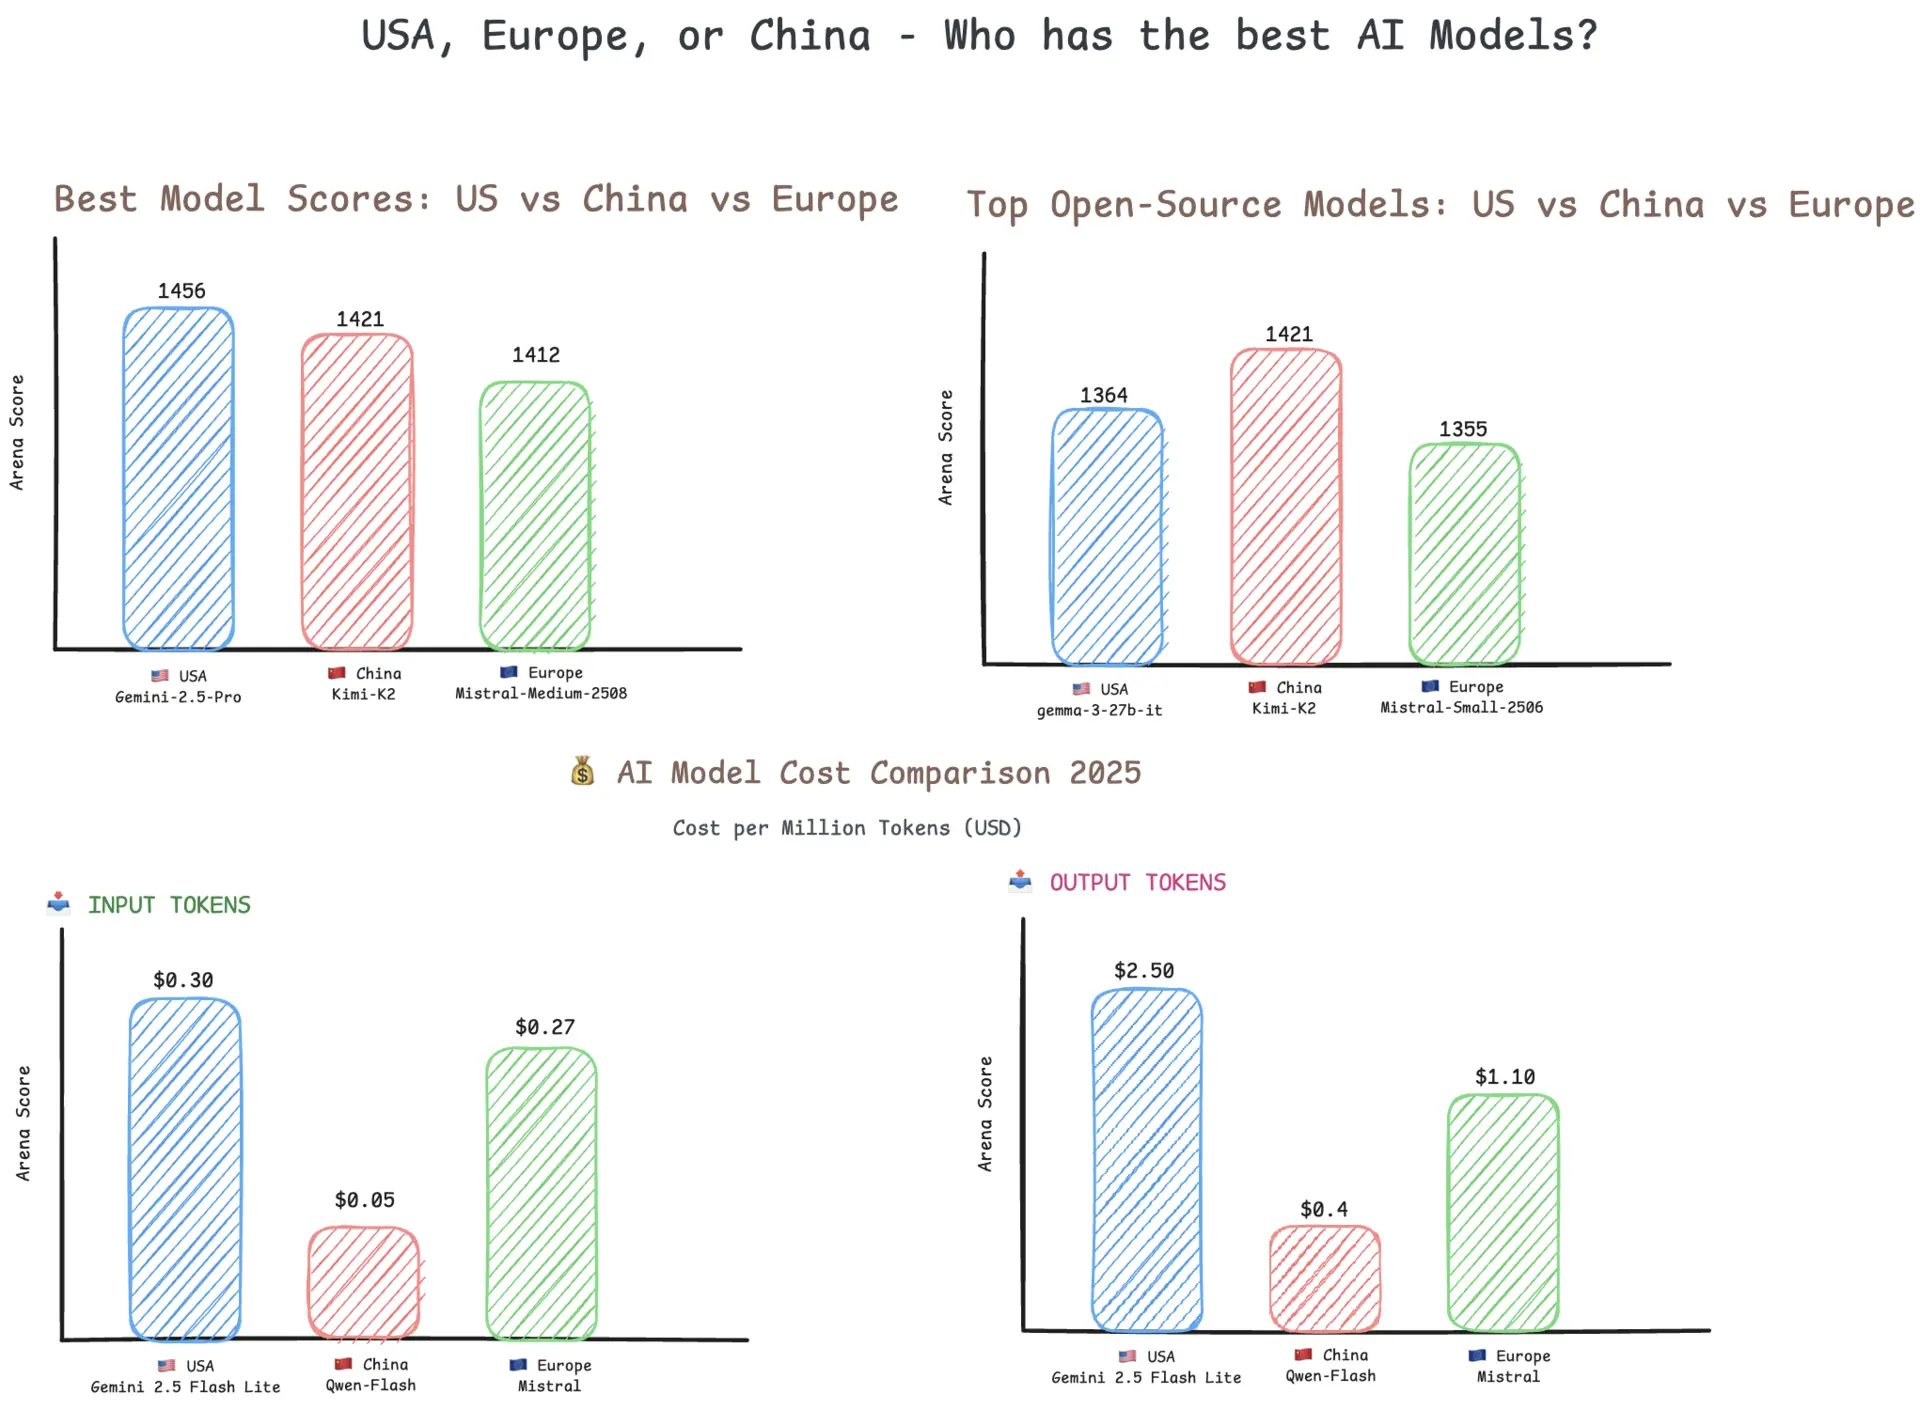 USA, Europe, or China - Who has the best AI Models?
Best Model Scores: US vs China vs Europe
Arena Score
1456
1421
1412
🇺🇸 USA
Gemini-2.5-Pro
🇨🇳 China
Kimi-K2
🇪🇺 Europe
Mistral-Medium-2508
Top Open-Source Models: US vs China vs Europe
Arena Score
1364
1421
1355
🇺🇸 USA
gemma-3-27b-it
🇨🇳 China
Kimi-K2
🇪🇺 Europe
Mistral-Small-2506
💰 AI Model Cost Comparison 2025
Cost per Million Tokens (USD)
📤 INPUT TOKENS
Arena Score
$0.30
$0.05
$0.27
🇺🇸 USA
Gemini 2.5 Flash Lite
🇨🇳 China
Qwen-Flash
🇪🇺 Europe
Mistral
📤 OUTPUT TOKENS
Arena Score
$2.50
$0.4
$1.10
🇺🇸 USA
Gemini 2.5 Flash Lite
🇨🇳 China
Qwen-Flash
🇪🇺 Europe
Mistral